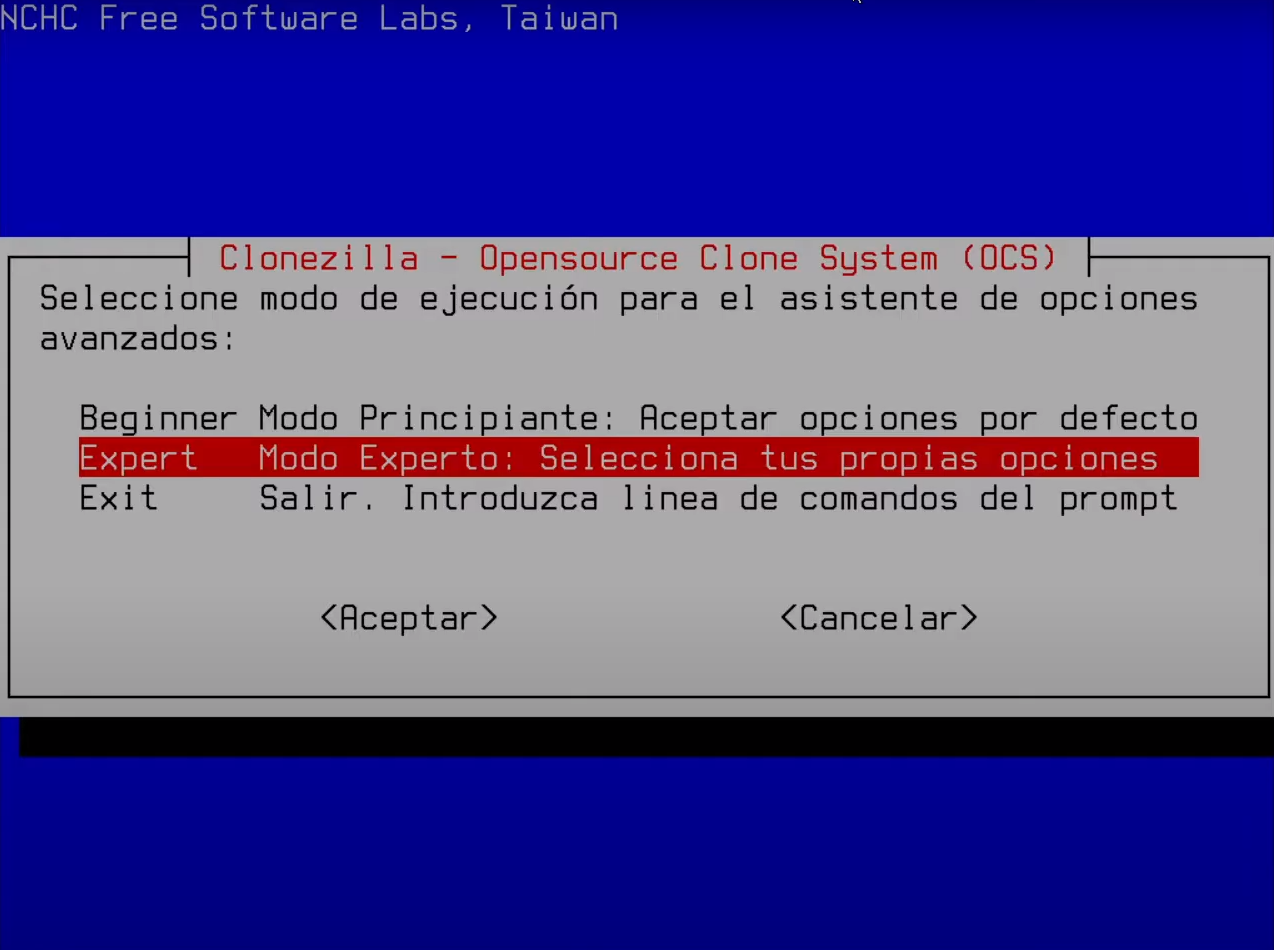 NCHC Free Software Labs, Taiwan
Clonezilla - Opensource Clone System (OCS)
Seleccione modo de ejecución para el asistente de opciones
avanzados:
Beginner Modo Principiante: Aceptar opciones por defecto
Expert Modo Experto: Selecciona tus propias opciones
Exit Salir. Introduzca linea de comandos del prompt
<Aceptar> <Cancelar>